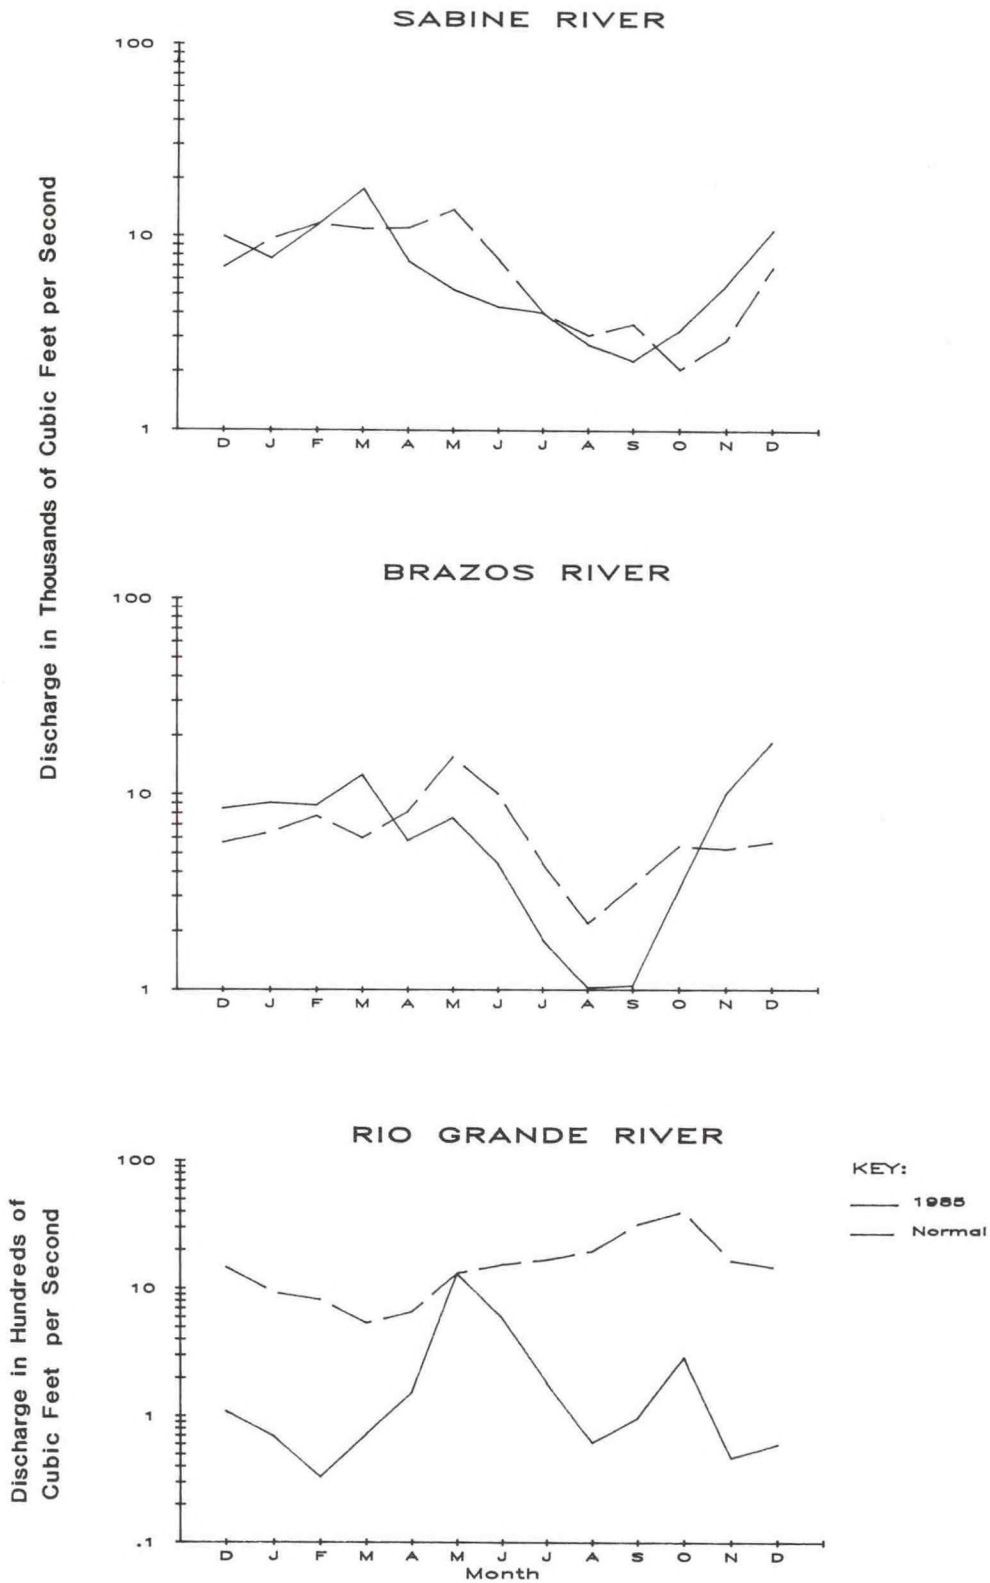 SABINE RIVER
100
10
1
D J F M A M J J A S O N D
Discharge in Thousands of Cubic Feet per Second
BRAZOS RIVER
100
10
1
D J F M A M J J A S O N D
RIO GRANDE RIVER
100
10
1
.1
D J F M A M J J A S O N D
Month
Discharge in Hundreds of
Cubic Feet per Second
KEY:
1985
Normal